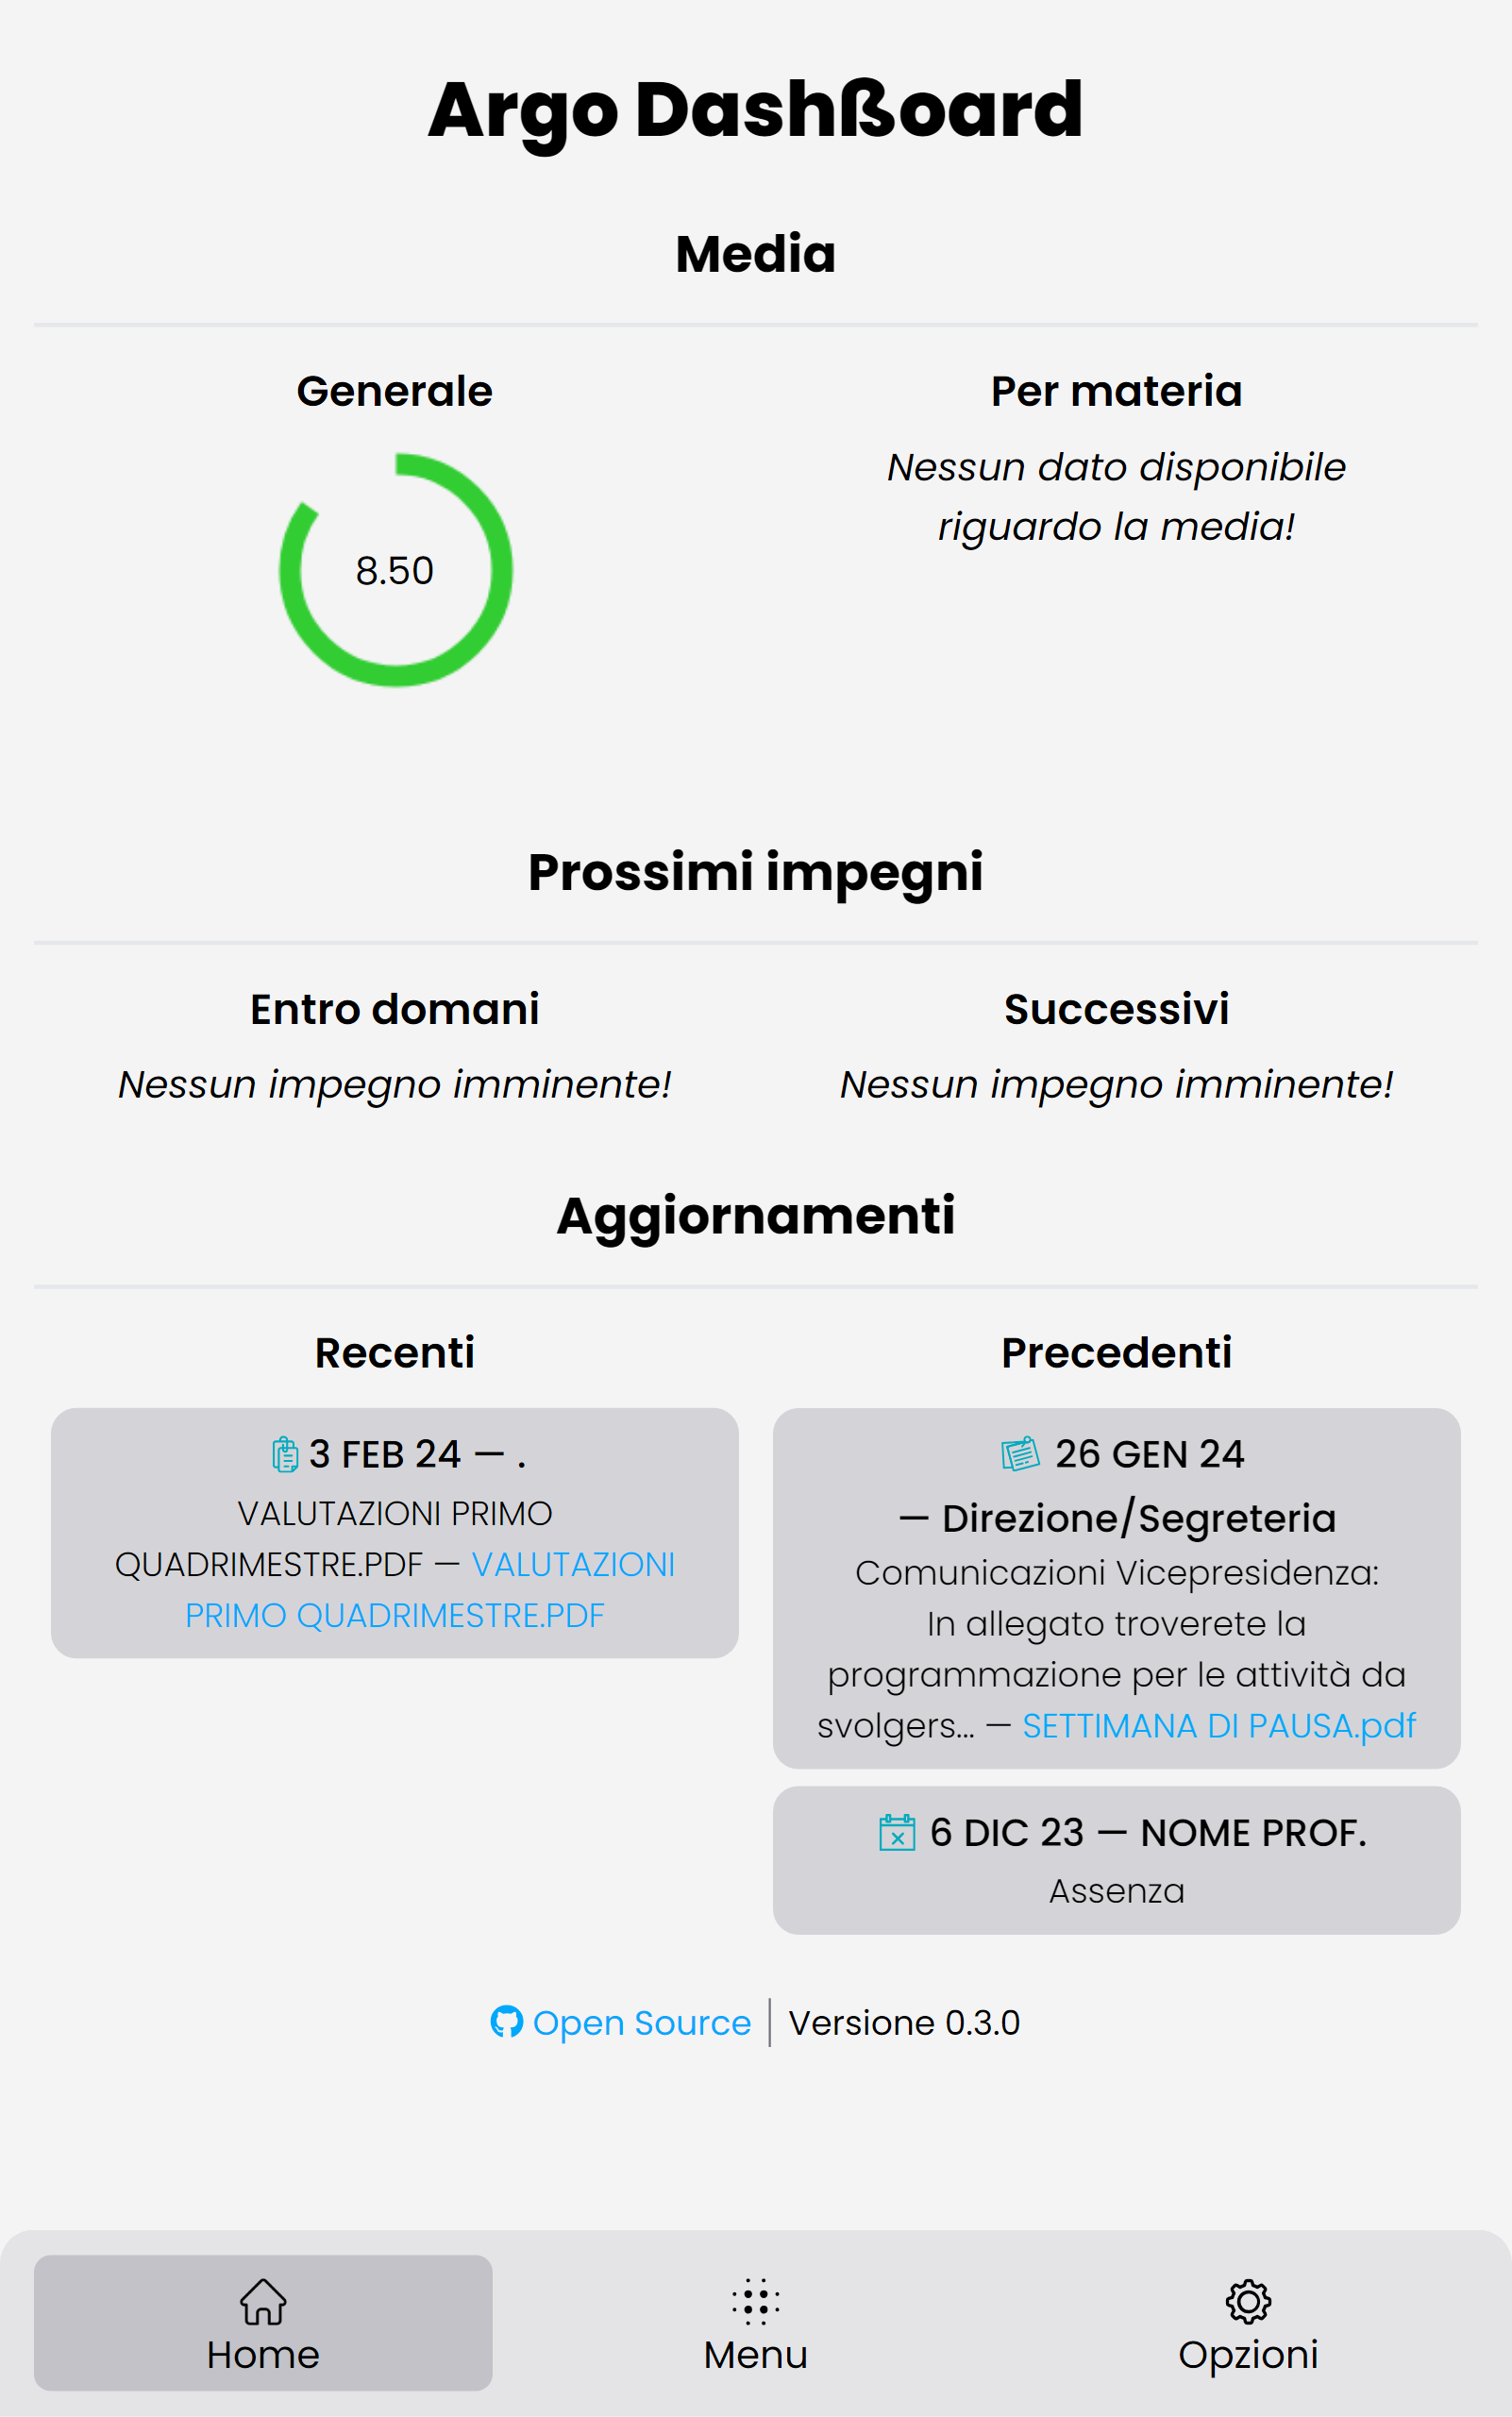 Argo Dashßoard
Media
Generale
8.50
Per materia
Nessun dato disponibile
riguardo la media!
Prossimi impegni
Entro domani
Nessun impegno imminente!
Successivi
Nessun impegno imminente!
Aggiornamenti
Recenti
3 FEB 24 — .
VALUTAZIONI PRIMO
QUADRIMESTRE.PDF — VALUTAZIONI
PRIMO QUADRIMESTRE.PDF
Precedenti
26 GEN 24
— Direzione/Segreteria
Comunicazioni Vicepresidenza:
In allegato troverete la
programmazione per le attività da
svolgers... — SETTIMANA DI PAUSA.pdf
6 DIC 23 — NOME PROF.
Assenza
Open Source | Versione 0.3.0
Home
Menu
Opzioni